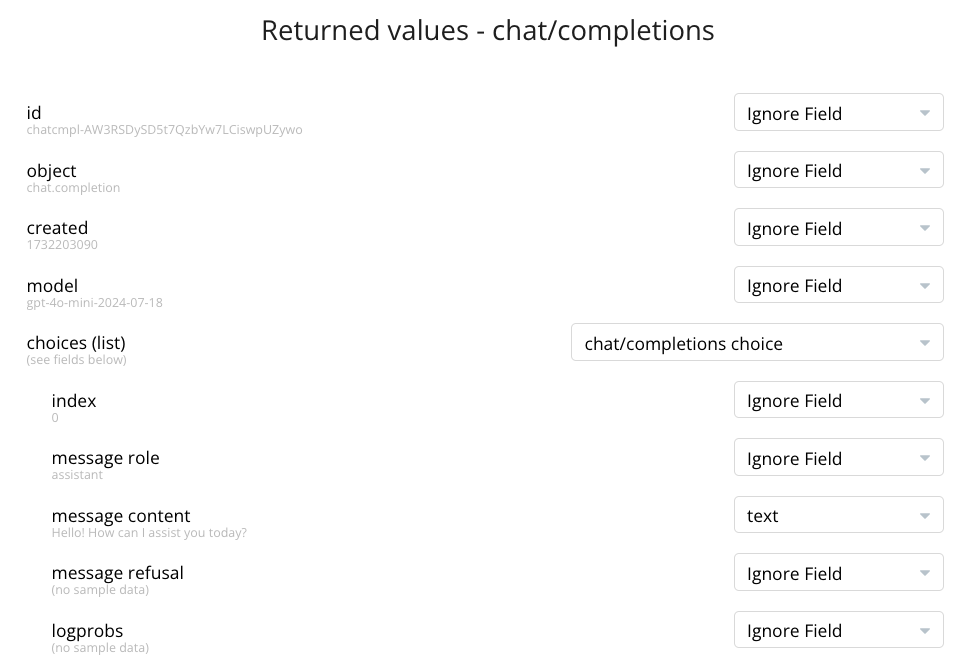 Returned values - chat/completions
id
Ignore Field
chatcmpl-AW3RSDySD5t7QzbYw7LCiswpUZywo
object
Ignore Field
chat.completion
created
Ignore Field
1732203090
model
Ignore Field
gpt-4o-mini-2024-07-18
choices (list)
chat/completions choice
(see fields below)
index
Ignore Field
0
message role
Ignore Field
assistant
message content
text
Hello! How can I assist you today?
message refusal
Ignore Field
(no sample data)
logprobs
Ignore Field
(no sample data)